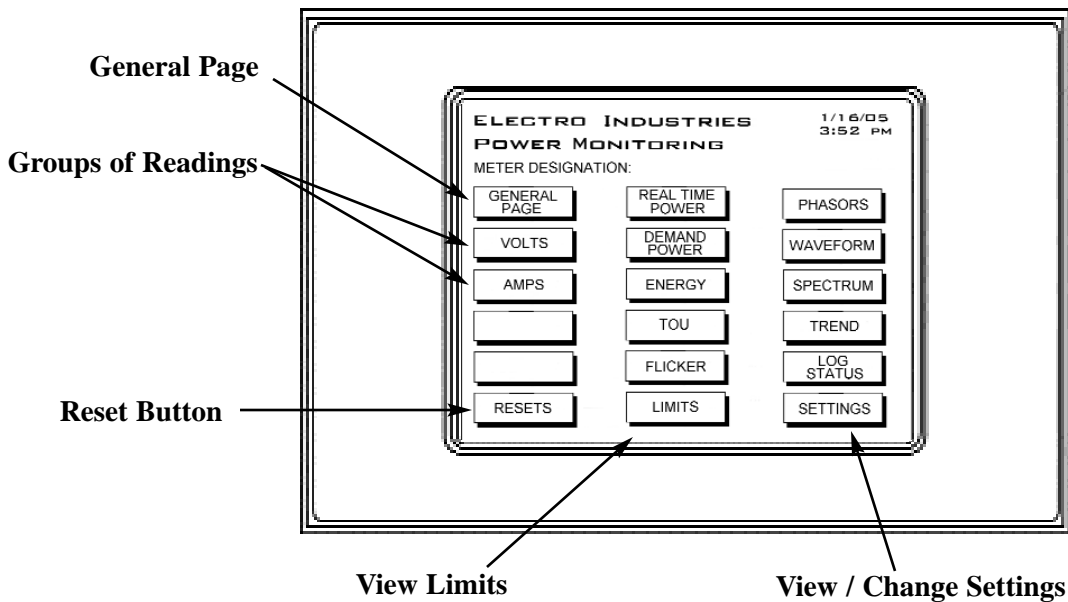 General Page
Groups of Readings
Reset Button
ELECTRO INDUSTRIES
POWER MONITORING
1/16/05
3:52 PM
METER DESIGNATION:
GENERAL
PAGE
REAL TIME
POWER
PHASORS
VOLTS
DEMAND
POWER
WAVEFORM
AMPS
ENERGY
SPECTRUM
TOU
TREND
FLICKER
LOG
STATUS
RESETS
LIMITS
SETTINGS
View Limits
View / Change Settings